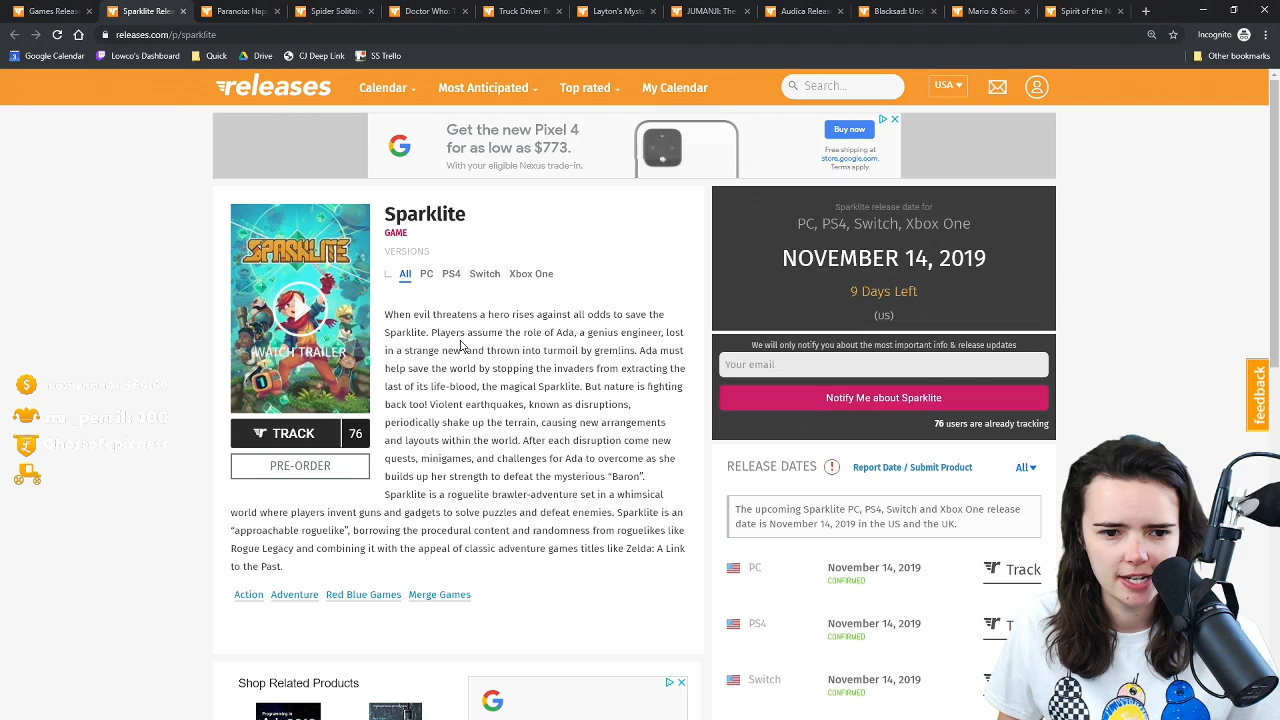 Games Release
Sparklite Rele
Paranoia: Hap
Spider Solitai
Doctor Who: T
Truck Driver R
Layton's Mys
JUMANJI: Th
Audica Releas
Blacksad: Und
Mario & Son
Spirit of the N
releases.com/p/sparklite
Incognito
Google Calendar
Lowco's Dashboard
Quick
Drive
CJ Deep Link
SS Trello
Other bookmarks
releases
Calendar
Most Anticipated
Top rated
My Calendar
Search...
USA
Get the new Pixel 4
for as low as $773.
With your eligible Nexus trade-in.
Buy now
Free shipping at
store.google.com.
Terms apply.
SPARKLITE
WATCH TRAILER
TRACK 76
PRE-ORDER
Sparklite
GAME
VERSIONS
All PC PS4 Switch Xbox One
When evil threatens a hero rises against all odds to save the
Sparklite. Players assume the role of Ada, a genius engineer, lost
in a strange new land thrown into turmoil by gremlins. Ada must
help save the world by stopping the invaders from extracting the
last of its life-blood, the magical Sparklite. But nature is fighting
back too! Violent earthquakes, known as disruptions,
periodically shake up the terrain, causing new arrangements
and layouts within the world. After each disruption come new
quests, minigames, and challenges for Ada to overcome as she
builds up her strength to defeat the mysterious “Baron”.
Sparklite is a roguelite brawler-adventure set in a whimsical
world where players invent guns and gadgets to solve puzzles and defeat enemies. Sparklite is an
“approachable roguelike”, borrowing the procedural content and randomness from roguelikes like
Rogue Legacy and combining it with the appeal of classic adventure games titles like Zelda: A Link
to the Past.
Action Adventure Red Blue Games Merge Games
Shop Related Products
Sparklite release date for
PC, PS4, Switch, Xbox One
NOVEMBER 14, 2019
9 Days Left
(US)
We will only notify you about the most important info & release updates
Your email
Notify Me about Sparklite
76 users are already tracking
RELEASE DATES
Report Date / Submit Product
All
The upcoming Sparklite PC, PS4, Switch and Xbox One release
date is November 14, 2019 in the US and the UK.
PC November 14, 2019 Track
CONFIRMED
PS4 November 14, 2019 T
CONFIRMED
Switch November 14, 2019
CONFIRMED
feedback
mr_percil: 100
Ghostofepicness